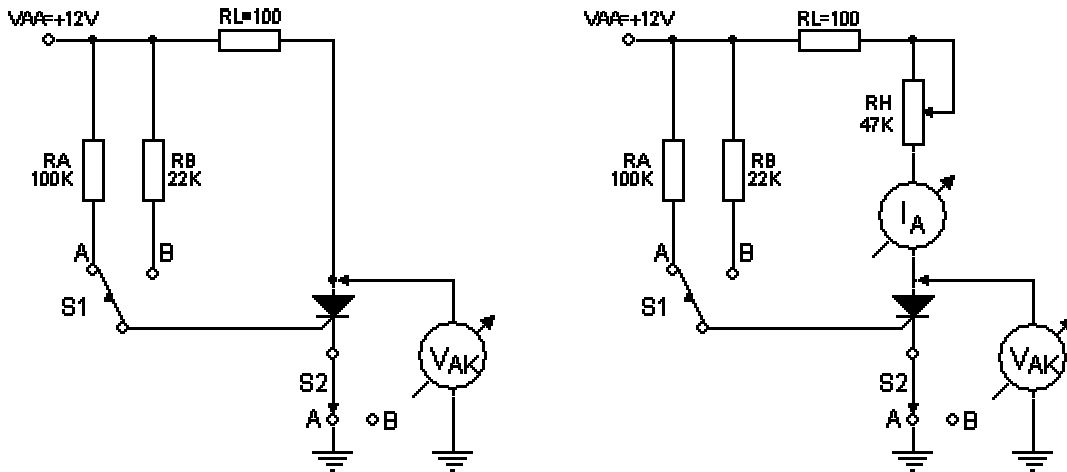 VAA=+12V
RL=100
RA
100K
RB
22K
A
B
S1
VAK
S2
A
B
VAA=+12V
RL=100
RH
47K
RA
100K
RB
22K
IA
A
B
S1
VAK
S2
A
B